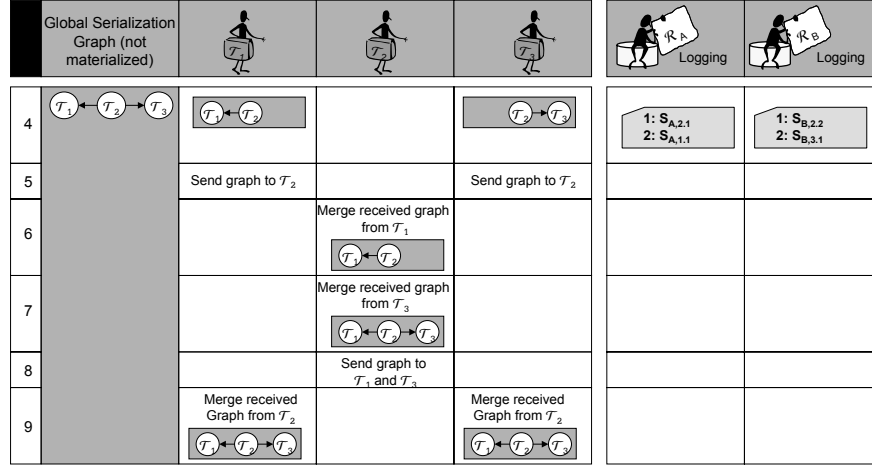 Global Serialization
Graph (not
materialized)
𝒯1
𝒯2
𝒯3
ℛA
Logging
ℛB
Logging
4
𝒯1 𝒯2 𝒯3
𝒯1 𝒯2
𝒯2 𝒯3
1: SA,2.1
2: SA,1.1
1: SB,2.2
2: SB,3.1
5
Send graph to 𝒯2
Send graph to 𝒯2
6
Merge received graph
from 𝒯1
𝒯1 𝒯2
7
Merge received graph
from 𝒯3
𝒯1 𝒯2 𝒯3
8
Send graph to
𝒯1 and 𝒯3
9
Merge received
Graph from 𝒯2
𝒯1 𝒯2 𝒯3
Merge received
Graph from 𝒯2
𝒯1 𝒯2 𝒯3